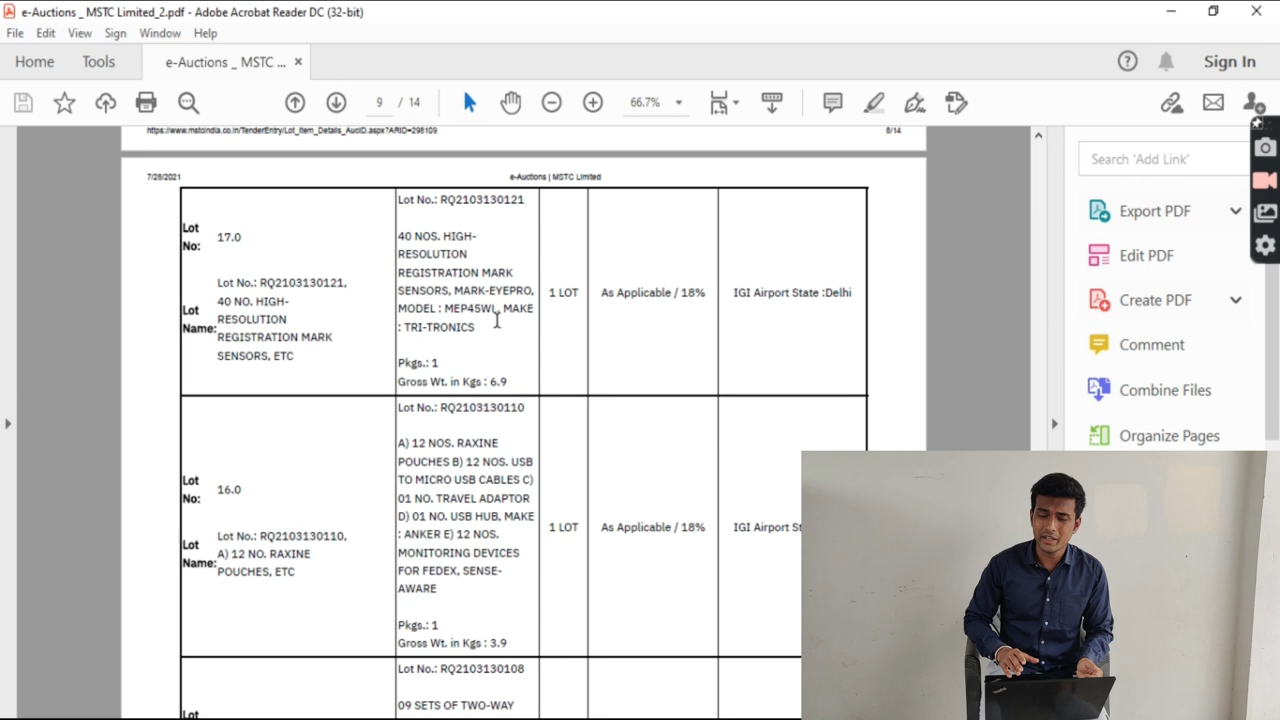 e-Auctions _ MSTC Limited_2.pdf - Adobe Acrobat Reader DC (32-bit)
File Edit View Sign Window Help
Home Tools e-Auctions _ MSTC ... × Sign In
9 / 14 66.7%
https://www.mstcindia.co.in/TenderEntry/Lot_Item_Details_AucID.aspx?ARID=298109 8/14
7/28/2021 e-Auctions | MSTC Limited
Search 'Add Link'
Export PDF
Edit PDF
Create PDF
Comment
Combine Files
Organize Pages
Lot No: 17.0
Lot Name: Lot No.: RQ2103130121,
40 NO. HIGH-
RESOLUTION
REGISTRATION MARK
SENSORS, ETC
Lot No.: RQ2103130121
40 NOS. HIGH-
RESOLUTION
REGISTRATION MARK
SENSORS, MARK-EYEPRO,
MODEL : MEP45WL, MAKE
: TRI-TRONICS
Pkgs.: 1
Gross Wt. in Kgs : 6.9
1 LOT
As Applicable / 18%
IGI Airport State :Delhi
Lot No: 16.0
Lot Name: Lot No.: RQ2103130110,
A) 12 NO. RAXINE
POUCHES, ETC
Lot No.: RQ2103130110
A) 12 NOS. RAXINE
POUCHES B) 12 NOS. USB
TO MICRO USB CABLES C)
01 NO. TRAVEL ADAPTOR
D) 01 NO. USB HUB, MAKE
: ANKER E) 12 NOS.
MONITORING DEVICES
FOR FEDEX, SENSE-
AWARE
Pkgs.: 1
Gross Wt. in Kgs : 3.9
1 LOT
As Applicable / 18%
IGI Airport St
Lot
Lot No.: RQ2103130108
09 SETS OF TWO-WAY